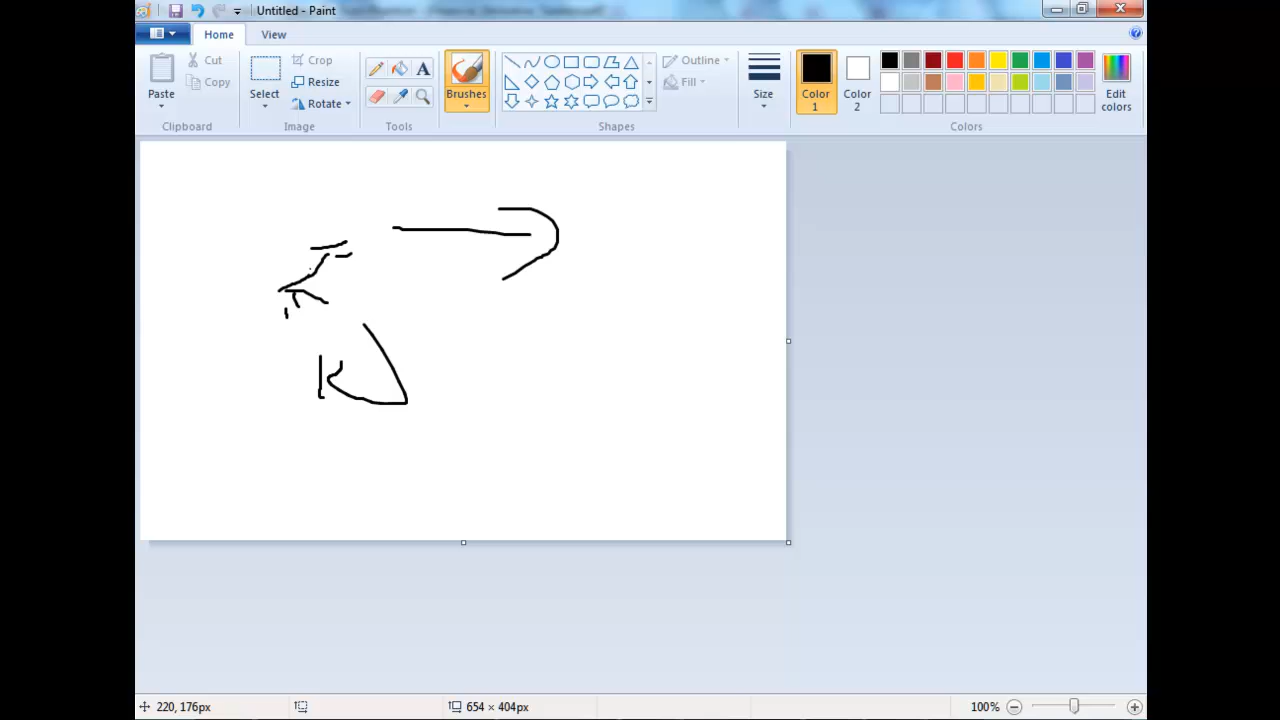 Untitled - Paint
Home View
Paste
Cut
Copy
Clipboard
Select
Crop
Resize
Rotate
Image
A
Tools
Brushes
Outline
Fill
Shapes
Size
Color 1
Color 2
Edit colors
Colors
K
220, 176px
654 × 404px
100%